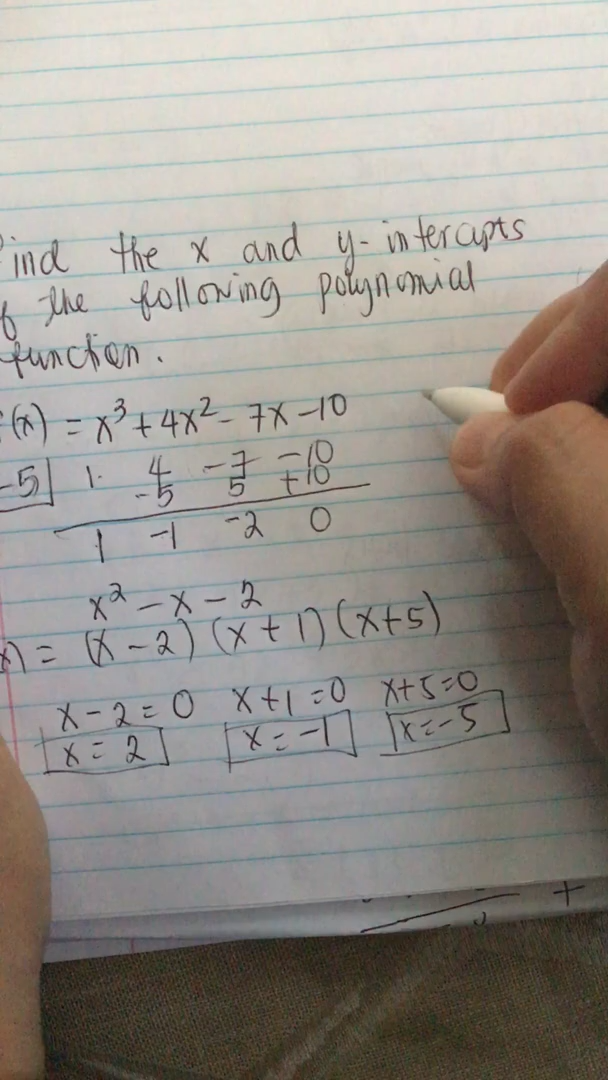 ind the x and y-intercepts
the following polynomial
function.
(x) = x³ + 4x² - 7x - 10
-5 1 4 -7 -10
-5 5 +10
1 -1 -2 0
x² - x - 2
x) = (x - 2) (x + 1) (x + 5)
x - 2 = 0 x + 1 = 0 x + 5 = 0
x = 2 x = -1 x = -5
+